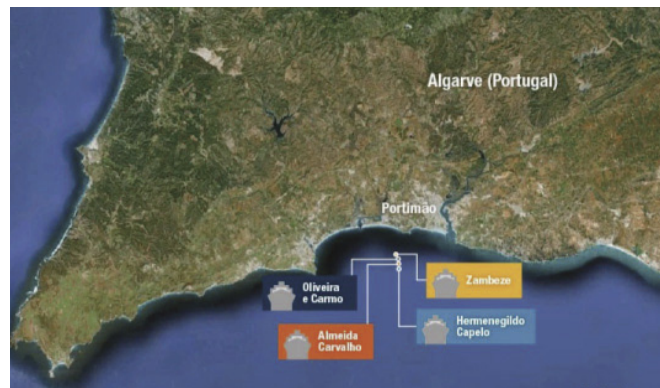 Algarve (Portugal)
Portimão
Oliveira
e Carmo
Zambeze
Almeida
Carvalho
Hermenegildo
Capelo